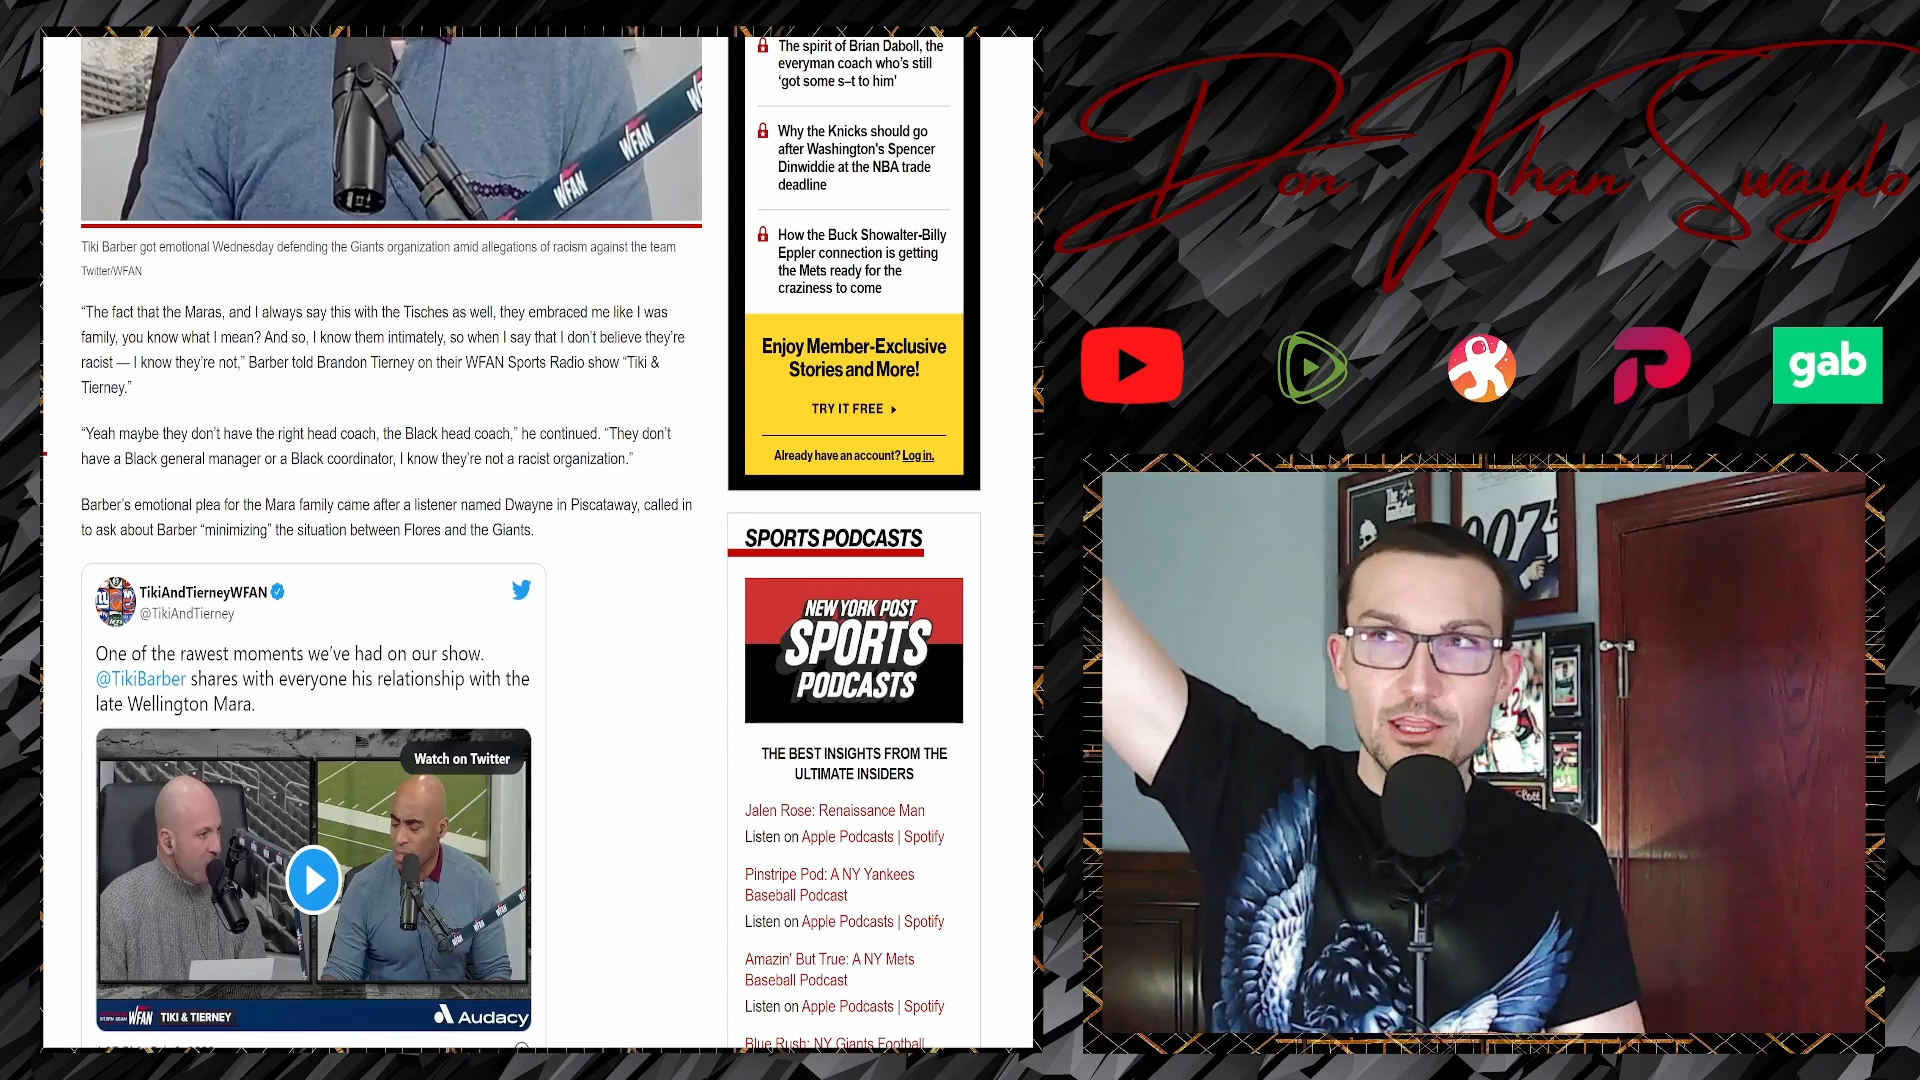 WFAN
WFAN
Tiki Barber got emotional Wednesday defending the Giants organization amid allegations of racism against the team
Twitter/WFAN
“The fact that the Maras, and I always say this with the Tisches as well, they embraced me like I was
family, you know what I mean? And so, I know them intimately, so when I say that I don’t believe they’re
racist — I know they’re not,” Barber told Brandon Tierney on their WFAN Sports Radio show “Tiki &
Tierney.”
“Yeah maybe they don’t have the right head coach, the Black head coach,” he continued. “They don’t
have a Black general manager or a Black coordinator, I know they’re not a racist organization.”
Barber’s emotional plea for the Mara family came after a listener named Dwayne in Piscataway, called in
to ask about Barber “minimizing” the situation between Flores and the Giants.
TikiAndTierneyWFAN
@TikiAndTierney
One of the rawest moments we’ve had on our show.
@TikiBarber shares with everyone his relationship with the
late Wellington Mara.
Watch on Twitter
WFAN
WFAN TIKI & TIERNEY
Audacy
The spirit of Brian Daboll, the
everyman coach who’s still
‘got some s–t to him’
Why the Knicks should go
after Washington's Spencer
Dinwiddie at the NBA trade
deadline
How the Buck Showalter-Billy
Eppler connection is getting
the Mets ready for the
craziness to come
Enjoy Member-Exclusive
Stories and More!
TRY IT FREE
Already have an account? Log in.
SPORTS PODCASTS
NEW YORK POST
SPORTS
PODCASTS
THE BEST INSIGHTS FROM THE
ULTIMATE INSIDERS
Jalen Rose: Renaissance Man
Listen on Apple Podcasts | Spotify
Pinstripe Pod: A NY Yankees
Baseball Podcast
Listen on Apple Podcasts | Spotify
Amazin' But True: A NY Mets
Baseball Podcast
Listen on Apple Podcasts | Spotify
Blue Rush: NY Giants Football
Don Khan Swaylo
gab
007